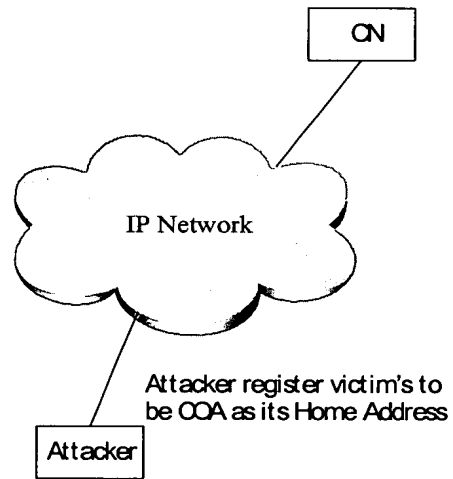 CN
IP Network
Attacker register victim's to
be COA as its Home Address
Attacker